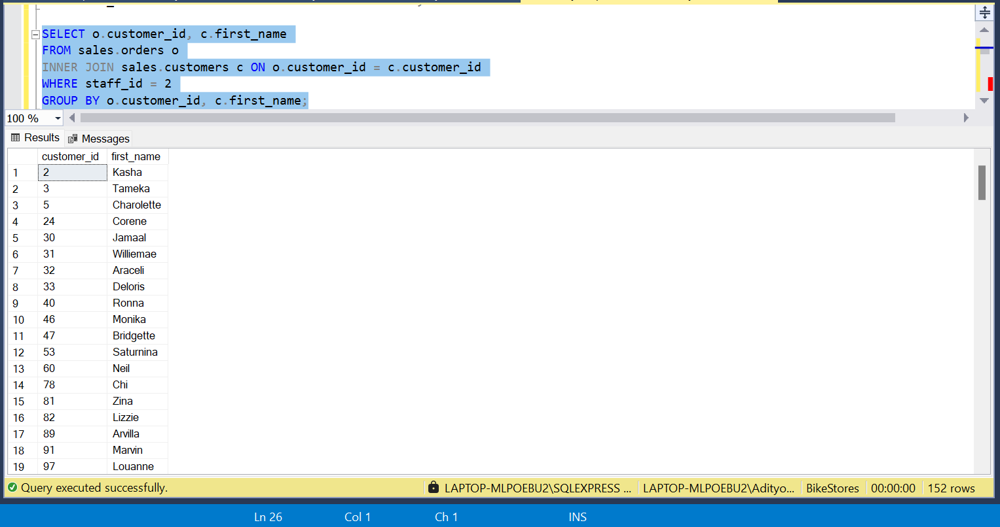 SELECT o.customer_id, c.first_name
FROM sales.orders o
INNER JOIN sales.customers c ON o.customer_id = c.customer_id
WHERE staff_id = 2
GROUP BY o.customer_id, c.first_name;
100 %
Results Messages
customer_id first_name
1 2 Kasha
2 3 Tameka
3 5 Charolette
4 24 Corene
5 30 Jamaal
6 31 Williemae
7 32 Araceli
8 33 Deloris
9 40 Ronna
10 46 Monika
11 47 Bridgette
12 53 Saturnina
13 60 Neil
14 78 Chi
15 81 Zina
16 82 Lizzie
17 89 Arvilla
18 91 Marvin
19 97 Louanne
Query executed successfully. LAPTOP-MLPOEBU2\SQLEXPRESS ... LAPTOP-MLPOEBU2\Adityo... BikeStores 00:00:00 152 rows
Ln 26 Col 1 Ch 1 INS